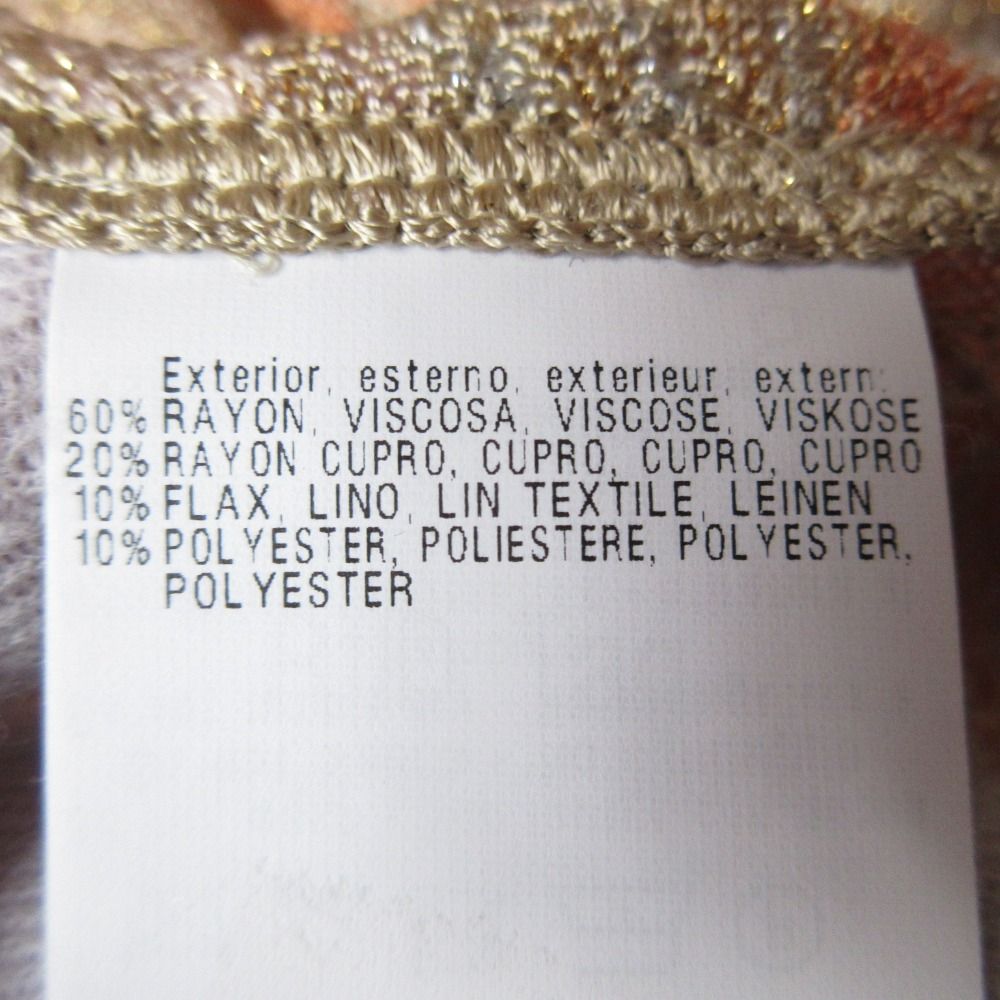 Exterior, esterno, exterieur, extern:
60% RAYON, VISCOSA, VISCOSE, VISKOSE
20% RAYON CUPRO, CUPRO, CUPRO, CUPRO
10% FLAX, LINO, LIN TEXTILE, LEINEN
10% POLYESTER, POLIESTERE, POLYESTER,
POLYESTER